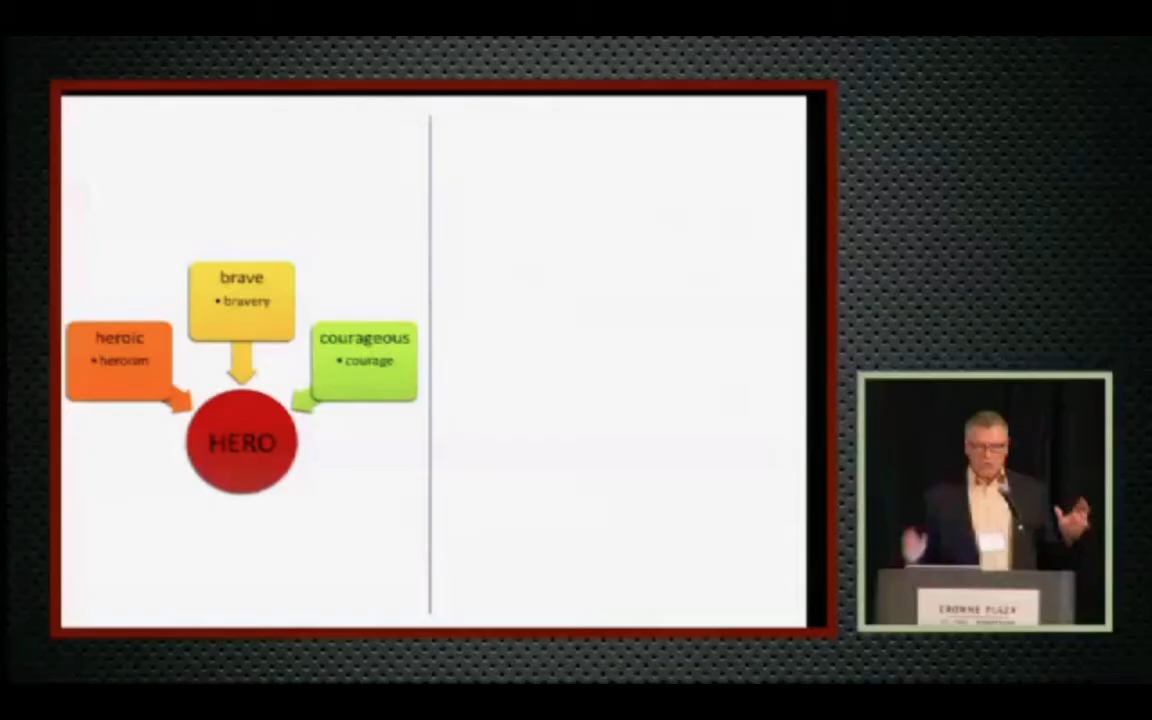 brave
• bravery
heroic
• heroism
courageous
• courage
HERO
CROWNE PLAZA